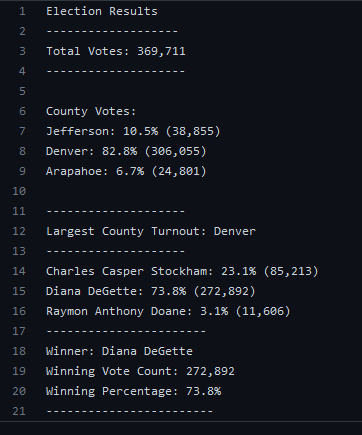 1 Election Results
2 -------------------
3 Total Votes: 369,711
4 --------------------
5
6 County Votes:
7 Jefferson: 10.5% (38,855)
8 Denver: 82.8% (306,055)
9 Arapahoe: 6.7% (24,801)
10
11 --------------------
12 Largest County Turnout: Denver
13 --------------------
14 Charles Casper Stockham: 23.1% (85,213)
15 Diana DeGette: 73.8% (272,892)
16 Raymon Anthony Doane: 3.1% (11,606)
17 -----------------------
18 Winner: Diana DeGette
19 Winning Vote Count: 272,892
20 Winning Percentage: 73.8%
21 ------------------------